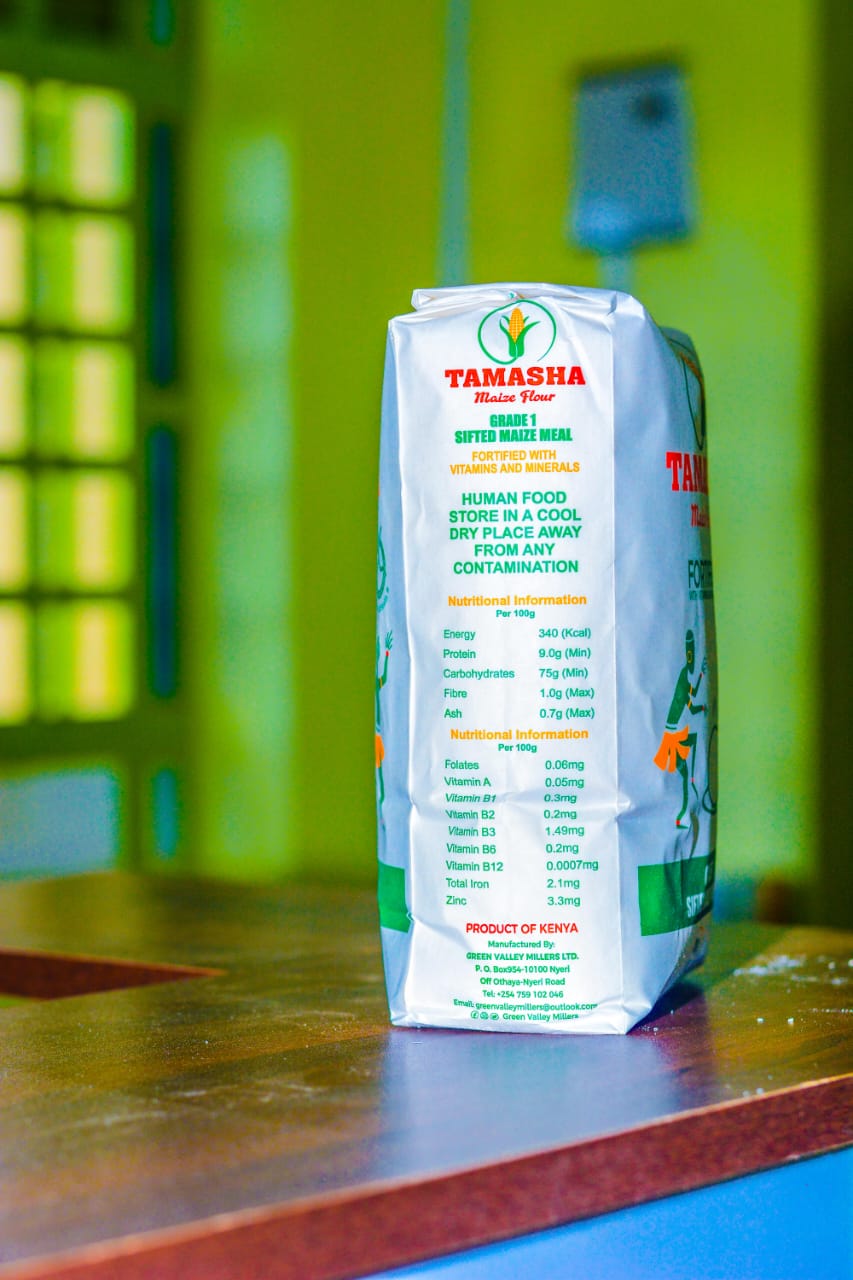 TAMASHA
Maize Flour
GRADE 1
SIFTED MAIZE MEAL
FORTIFIED WITH
VITAMINS AND MINERALS
HUMAN FOOD
STORE IN A COOL
DRY PLACE AWAY
FROM ANY
CONTAMINATION
Nutritional Information
Per 100g
Energy 340 (Kcal)
Protein 9.0g (Min)
Carbohydrates 75g (Min)
Fibre 1.0g (Max)
Ash 0.7g (Max)
Nutritional Information
Per 100g
Folates 0.06mg
Vitamin A 0.05mg
Vitamin B1 0.3mg
Vitamin B2 0.2mg
Vitamin B3 1.49mg
Vitamin B6 0.2mg
Vitamin B12 0.0007mg
Total Iron 2.1mg
Zinc 3.3mg
PRODUCT OF KENYA
Manufactured By:
GREEN VALLEY MILLERS LTD.
P. O. Box954-10100 Nyeri
Off Othaya-Nyeri Road
Tel: +254 759 102 046
Email: greenvalleymillers@outlook.com
Green Valley Millers